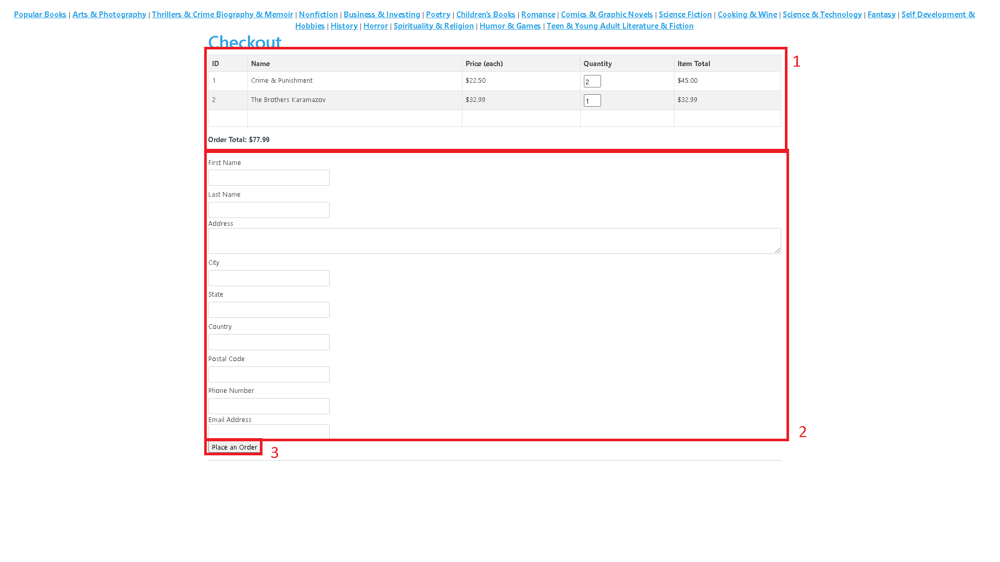 Popular Books | Arts & Photography | Thrillers & Crime Biography & Memoir | Nonfiction | Business & Investing | Poetry | Children's Books | Romance | Comics & Graphic Novels | Science Fiction | Cooking & Wine | Science & Technology | Fantasy | Self Development &
Hobbies | History | Horror | Spirituality & Religion | Humor & Games | Teen & Young Adult Literature & Fiction
Checkout
ID Name Price (each) Quantity Item Total 1
1 Crime & Punishment $22.50 2 $45.00
2 The Brothers Karamazov $32.99 1 $32.99
Order Total: $77.99
First Name
Last Name
Address
City
State
Country
Postal Code
Phone Number
Email Address
2
Place an Order 3